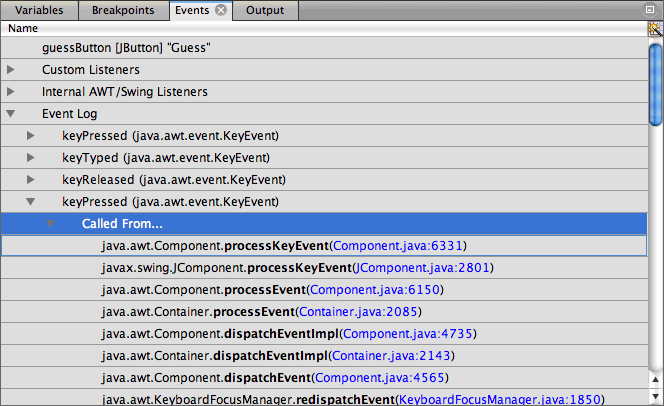 Variables Breakpoints Events Output
Name
guessButton [JButton] "Guess"
Custom Listeners
Internal AWT/Swing Listeners
Event Log
keyPressed (java.awt.event.KeyEvent)
keyTyped (java.awt.event.KeyEvent)
keyReleased (java.awt.event.KeyEvent)
keyPressed (java.awt.event.KeyEvent)
Called From...
java.awt.Component.processKeyEvent(Component.java:6331)
javax.swing.JComponent.processKeyEvent(JComponent.java:2801)
java.awt.Component.processEvent(Component.java:6150)
java.awt.Container.processEvent(Container.java:2085)
java.awt.Component.dispatchEventImpl(Component.java:4735)
java.awt.Container.dispatchEventImpl(Container.java:2143)
java.awt.Component.dispatchEvent(Component.java:4565)
java.awt.KeyboardFocusManager.redispatchEvent(KeyboardFocusManager.java:1850)